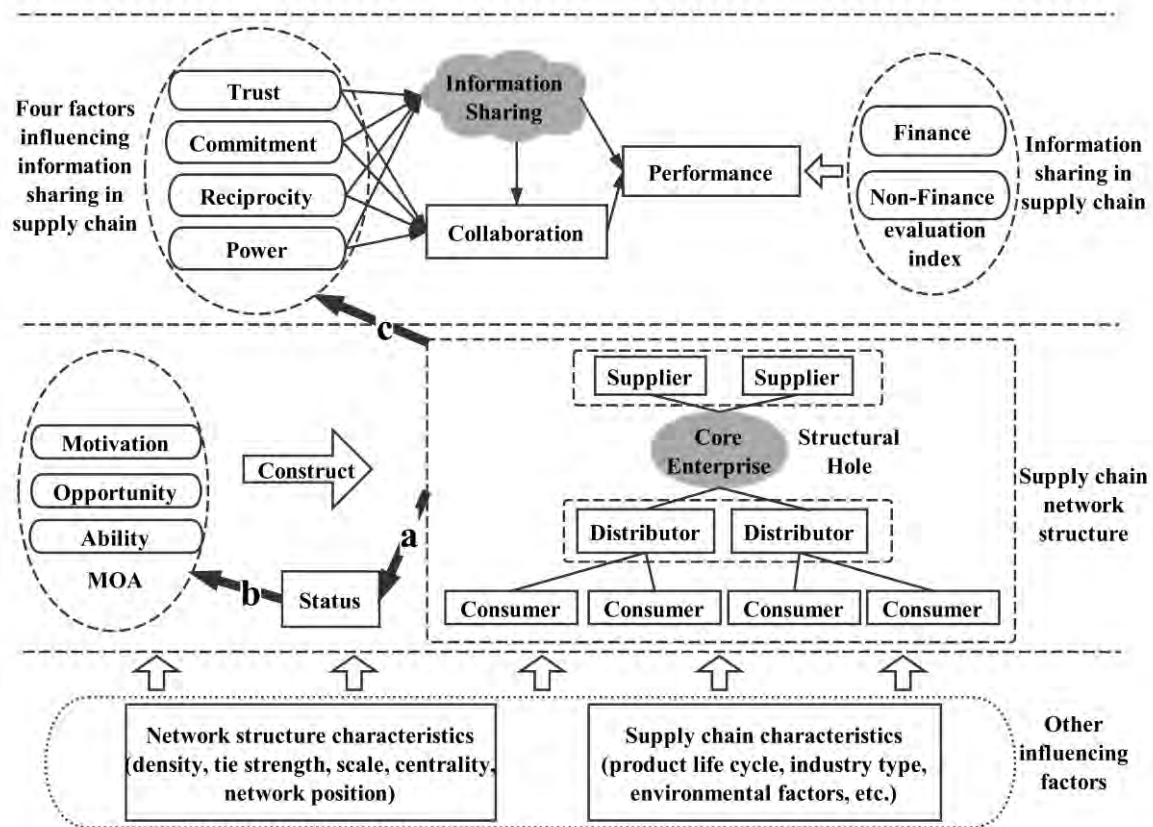 Four factors
influencing
information
sharing in
supply chain
Trust
Commitment
Reciprocity
Power
Information
Sharing
Collaboration
Performance
Finance
Non-Finance
evaluation
index
Information
sharing in
supply chain
c
Motivation
Opportunity
Ability
MOA
Construct
a
b
Status
Supplier
Supplier
Core
Enterprise
Structural
Hole
Distributor
Distributor
Consumer
Consumer
Consumer
Consumer
Supply chain
network
structure
Network structure characteristics
(density, tie strength, scale, centrality,
network position)
Supply chain characteristics
(product life cycle, industry type,
environmental factors, etc.)
Other
influencing
factors